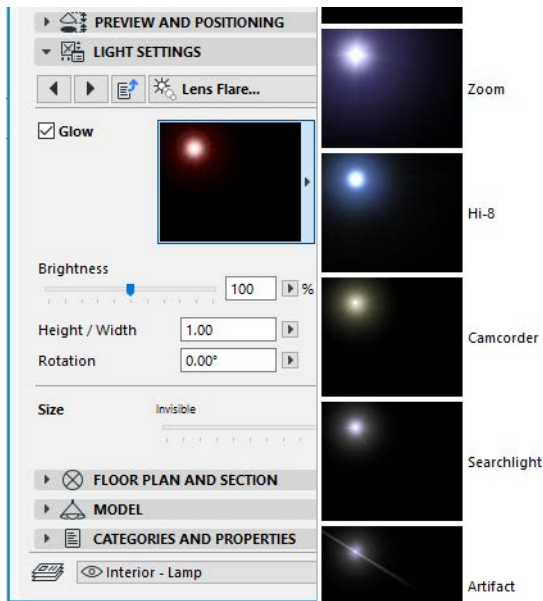 PREVIEW AND POSITIONING
LIGHT SETTINGS
Lens Flare...
Glow
Brightness
100 %
Height / Width 1.00
Rotation 0.00°
Size Invisible
FLOOR PLAN AND SECTION
MODEL
CATEGORIES AND PROPERTIES
Interior - Lamp
Zoom
Hi-8
Camcorder
Searchlight
Artifact